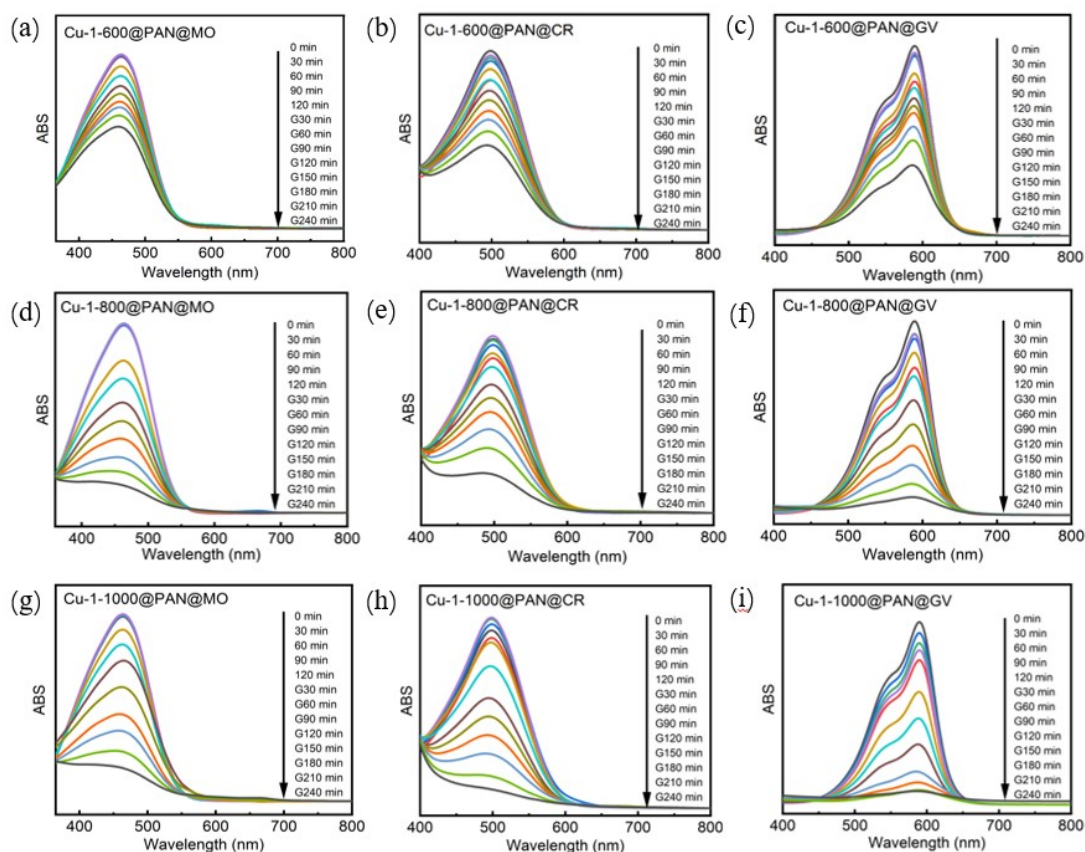 (a)
Cu-1-600@PAN@MO
0 min
30 min
60 min
90 min
120 min
G30 min
G60 min
G90 min
G120 min
G150 min
G180 min
G210 min
G240 min
ABS
400 500 600 700 800
Wavelength (nm)
(b)
Cu-1-600@PAN@CR
0 min
30 min
60 min
90 min
120 min
G30 min
G60 min
G90 min
G120 min
G150 min
G180 min
G210 min
G240 min
ABS
400 500 600 700 800
Wavelength (nm)
(c)
Cu-1-600@PAN@GV
0 min
30 min
60 min
90 min
120 min
G30 min
G60 min
G90 min
G120 min
G150 min
G180 min
G210 min
G240 min
ABS
400 500 600 700 800
Wavelength (nm)
(d)
Cu-1-800@PAN@MO
0 min
30 min
60 min
90 min
120 min
G30 min
G60 min
G90 min
G120 min
G150 min
G180 min
G210 min
G240 min
ABS
400 500 600 700 800
Wavelength (nm)
(e)
Cu-1-800@PAN@CR
0 min
30 min
60 min
90 min
120 min
G30 min
G60 min
G90 min
G120 min
G150 min
G180 min
G210 min
G240 min
ABS
400 500 600 700 800
Wavelength (nm)
(f)
Cu-1-800@PAN@GV
0 min
30 min
60 min
90 min
120 min
G30 min
G60 min
G90 min
G120 min
G150 min
G180 min
G210 min
G240 min
ABS
400 500 600 700 800
Wavelength (nm)
(g)
Cu-1-1000@PAN@MO
0 min
30 min
60 min
90 min
120 min
G30 min
G60 min
G90 min
G120 min
G150 min
G180 min
G210 min
G240 min
ABS
400 500 600 700 800
Wavelength (nm)
(h)
Cu-1-1000@PAN@CR
0 min
30 min
60 min
90 min
120 min
G30 min
G60 min
G90 min
G120 min
G150 min
G180 min
G210 min
G240 min
ABS
400 500 600 700 800
Wavelength (nm)
(i)
Cu-1-1000@PAN@GV
0 min
30 min
60 min
90 min
120 min
G30 min
G60 min
G90 min
G120 min
G150 min
G180 min
G210 min
G240 min
ABS
400 500 600 700 800
Wavelength (nm)